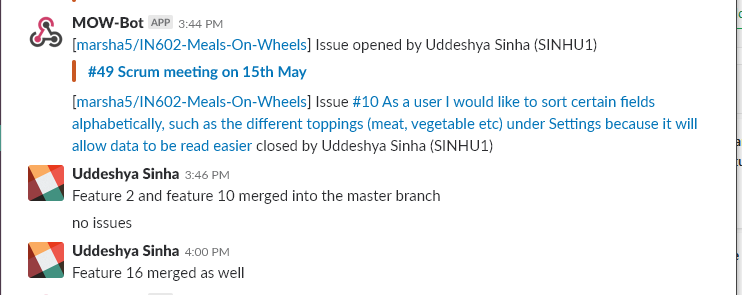 MOW-Bot APP 3:44 PM
[marsha5/IN602-Meals-On-Wheels] Issue opened by Uddeshya Sinha (SINHU1)
#49 Scrum meeting on 15th May
[marsha5/IN602-Meals-On-Wheels] Issue #10 As a user I would like to sort certain fields
alphabetically, such as the different toppings (meat, vegetable etc) under Settings because it will
allow data to be read easier closed by Uddeshya Sinha (SINHU1)
Uddeshya Sinha 3:46 PM
Feature 2 and feature 10 merged into the master branch
no issues
Uddeshya Sinha 4:00 PM
Feature 16 merged as well